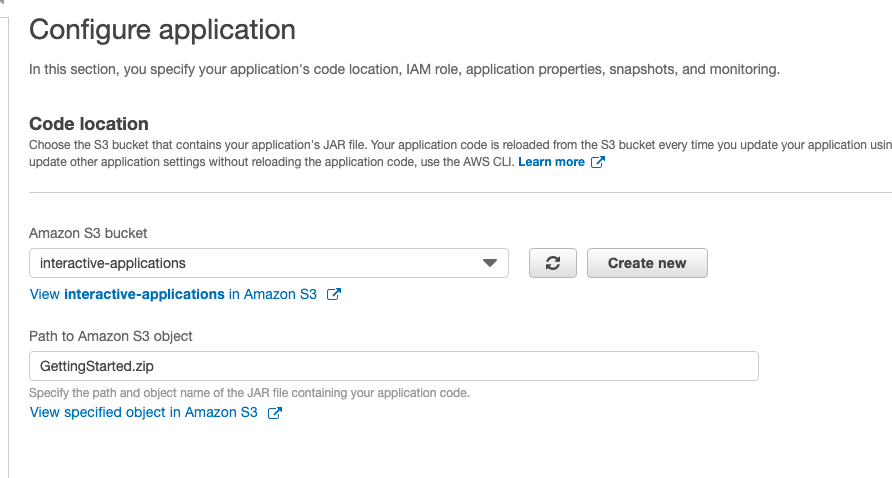 Configure application
In this section, you specify your application's code location, IAM role, application properties, snapshots, and monitoring.
Code location
Choose the S3 bucket that contains your application's JAR file. Your application code is reloaded from the S3 bucket every time you update your application usin
update other application settings without reloading the application code, use the AWS CLI. Learn more
Amazon S3 bucket
interactive-applications
Create new
View interactive-applications in Amazon S3
Path to Amazon S3 object
GettingStarted.zip
Specify the path and object name of the JAR file containing your application code.
View specified object in Amazon S3